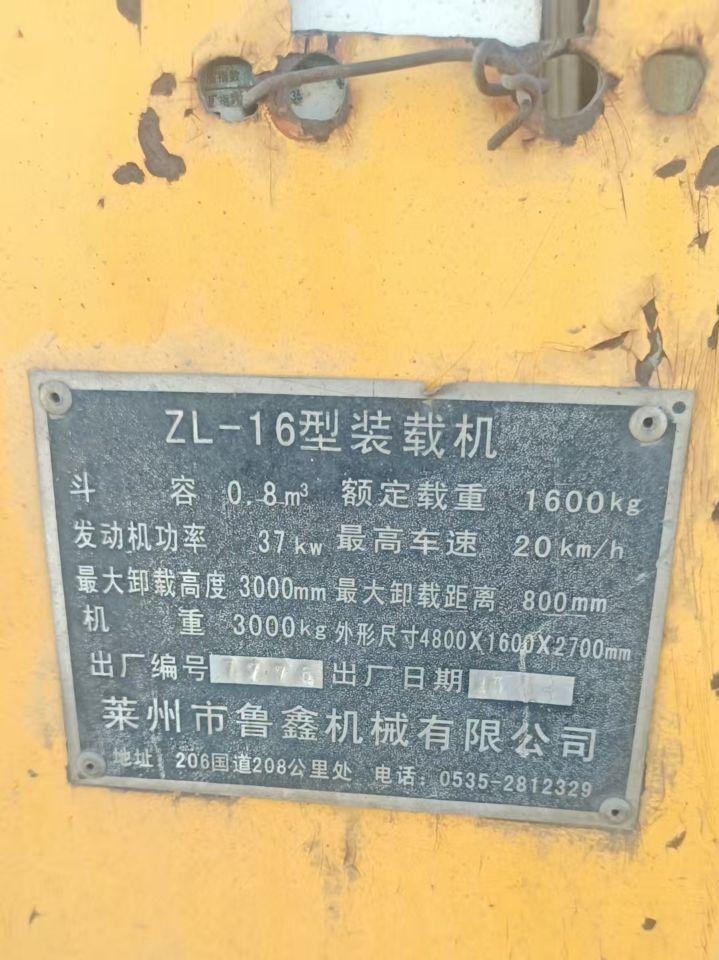 ZL-16型装载机
斗容 0.8m³ 额定载重 1600kg
发动机功率 37kw 最高车速 20km/h
最大卸载高度 3000mm 最大卸载距离 800mm
机重 3000kg 外形尺寸4800X1600X2700mm
出厂编号 出厂日期
莱州市鲁鑫机械有限公司
地址: 206国道208公里处 电话: 0535-2812329